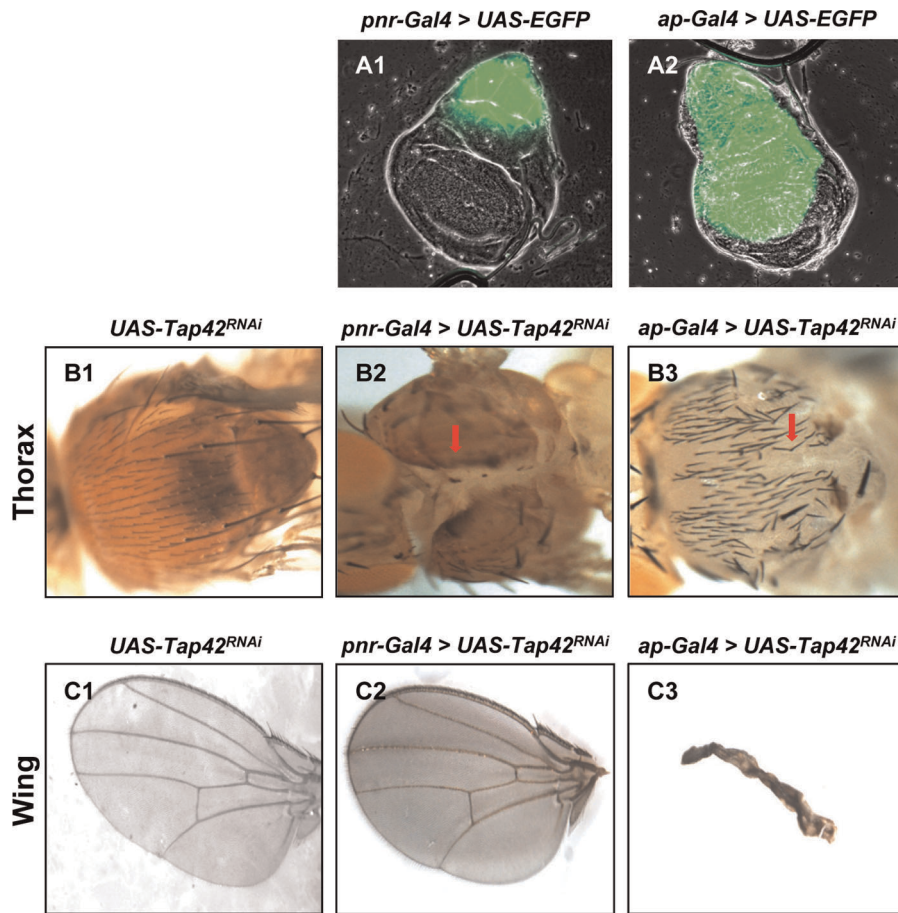 pnr-Gal4 > UAS-EGFP
ap-Gal4 > UAS-EGFP
A1
A2
UAS-Tap42RNAi
pnr-Gal4 > UAS-Tap42RNAi
ap-Gal4 > UAS-Tap42RNAi
B1
B2
B3
Thorax
UAS-Tap42RNAi
pnr-Gal4 > UAS-Tap42RNAi
ap-Gal4 > UAS-Tap42RNAi
C1
C2
C3
Wing